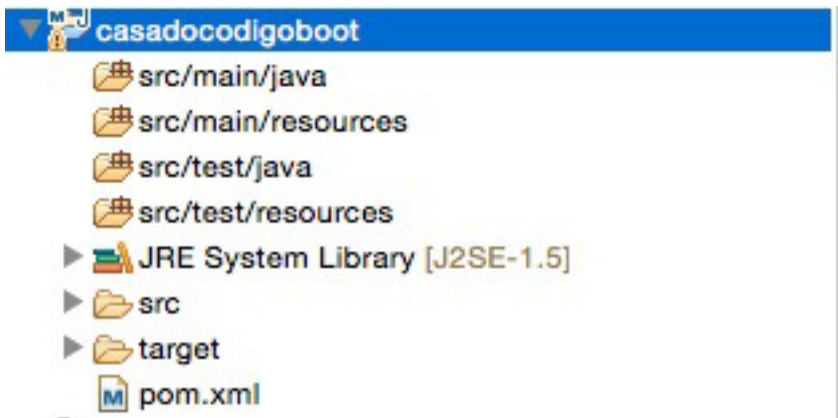 casadocodigoboot
src/main/java
src/main/resources
src/test/java
src/test/resources
JRE System Library [J2SE-1.5]
src
target
pom.xml